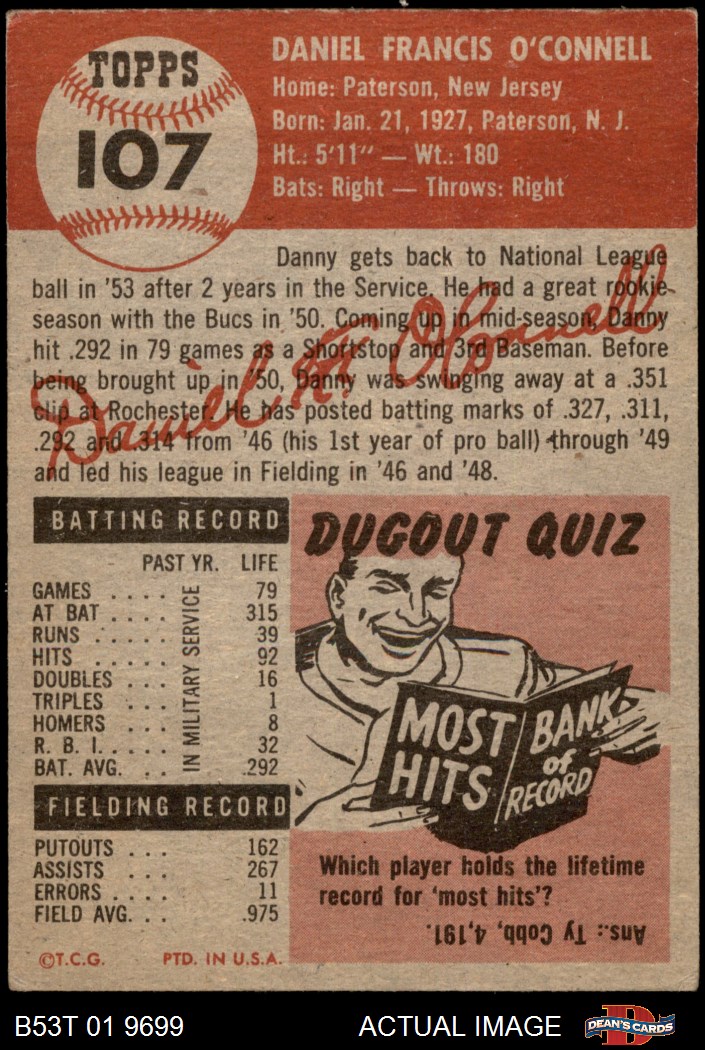 TOPPS
107
DANIEL FRANCIS O'CONNELL
Home: Paterson, New Jersey
Born: Jan. 21, 1927, Paterson, N. J.
Ht.: 5'11" — Wt.: 180
Bats: Right — Throws: Right
Danny gets back to National League
ball in '53 after 2 years in the Service. He had a great rookie
season with the Bucs in '50. Coming up in mid-season, Danny
hit .292 in 79 games as a Shortstop and 3rd Baseman. Before
being brought up in '50, Danny was swinging away at a .351
clip at Rochester. He has posted batting marks of .327, .311,
.292 and .314 from '46 (his 1st year of pro ball) through '49
and led his league in Fielding in '46 and '48.
Daniel F. O'Connell
BATTING RECORD
PAST YR. LIFE
GAMES .... 79
AT BAT .... 315
RUNS ..... 39
HITS ..... 92
DOUBLES ... 16
TRIPLES ... 1
HOMERS ... 8
R. B. I. .... 32
BAT. AVG. .. .292
IN MILITARY SERVICE
FIELDING RECORD
PUTOUTS ... 162
ASSISTS ... 267
ERRORS .... 11
FIELD AVG. .. .975
©T.C.G. PTD. IN U.S.A.
DUGOUT QUIZ
MOST
HITS
BANK
of
RECORD
Which player holds the lifetime
record for 'most hits'?
Ans.: Ty Cobb, 4,191.
B53T 01 9699 ACTUAL IMAGE
D
DEAN'S CARDS